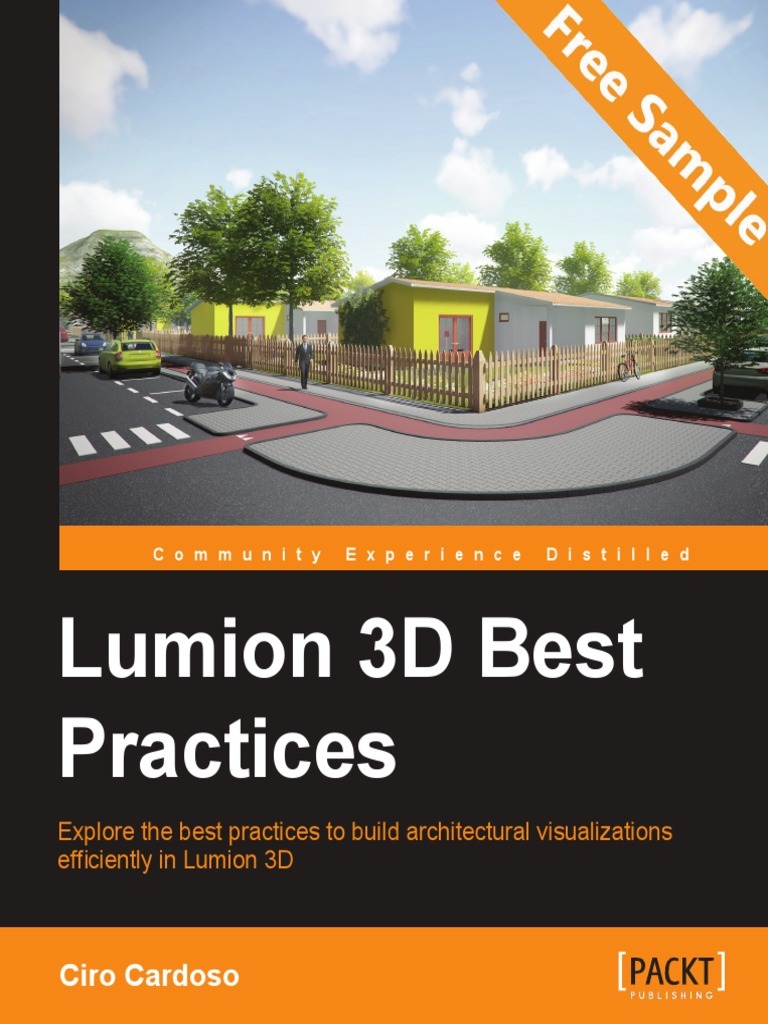 Free Sample
Community Experience Distilled
Lumion 3D Best
Practices
Explore the best practices to build architectural visualizations
efficiently in Lumion 3D
Ciro Cardoso
[PACKT]
PUBLISHING